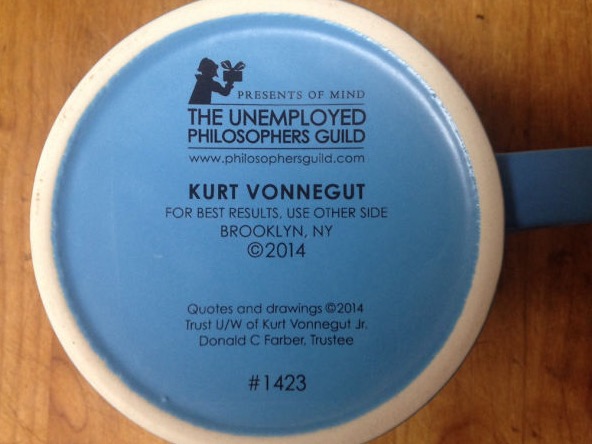 PRESENTS OF MIND
THE UNEMPLOYED
PHILOSOPHERS GUILD
www.philosophersguild.com
KURT VONNEGUT
FOR BEST RESULTS, USE OTHER SIDE
BROOKLYN, NY
©2014
Quotes and drawings ©2014
Trust U/W of Kurt Vonnegut Jr.
Donald C Farber, Trustee
#1423